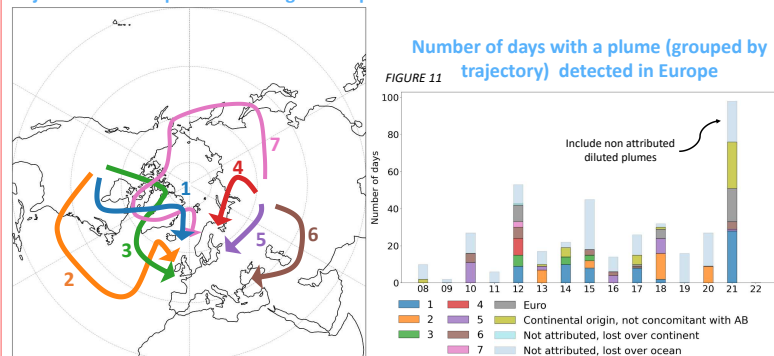 1
7
4
3
5
6
2
Number of days with a plume (grouped by
FIGURE 11 trajectory) detected in Europe
Include non attributed
diluted plumes
Number of days
100
80
60
40
20
0
08 09 10 11 12 13 14 15 16 17 18 19 20 21 22
1 4 Euro
2 5 Continental origin, not concomitant with AB
3 6 Not attributed, lost over continent
7 Not attributed, lost over ocean